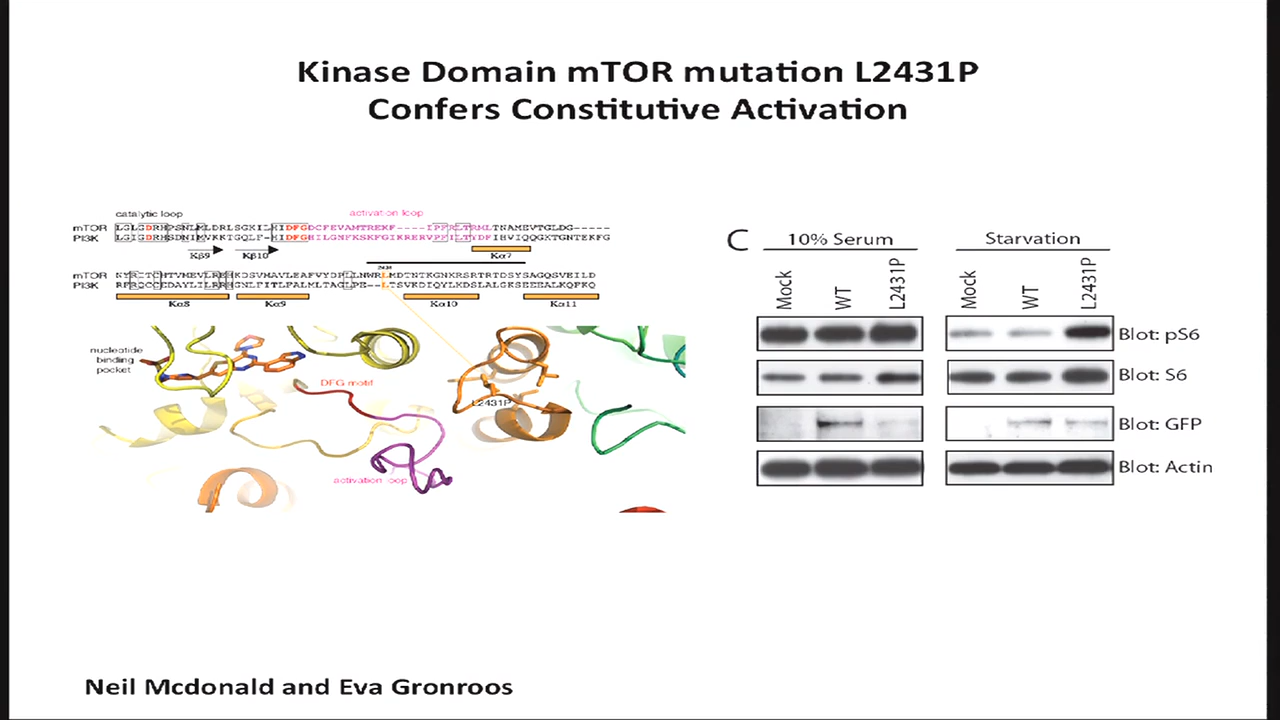 Kinase Domain mTOR mutation L2431P
Confers Constitutive Activation
catalytic loop
activation loop
mTOR
PI3K
Kβ9
Kβ10
Kα7
mTOR
PI3K
Kα8
Kα9
Kα10
Kα11
nucleotide
binding
pocket
DFG motif
L2431P
activation loop
C
10% Serum
Starvation
Mock
WT
L2431P
Mock
WT
L2431P
Blot: pS6
Blot: S6
Blot: GFP
Blot: Actin
Neil Mcdonald and Eva Gronroos